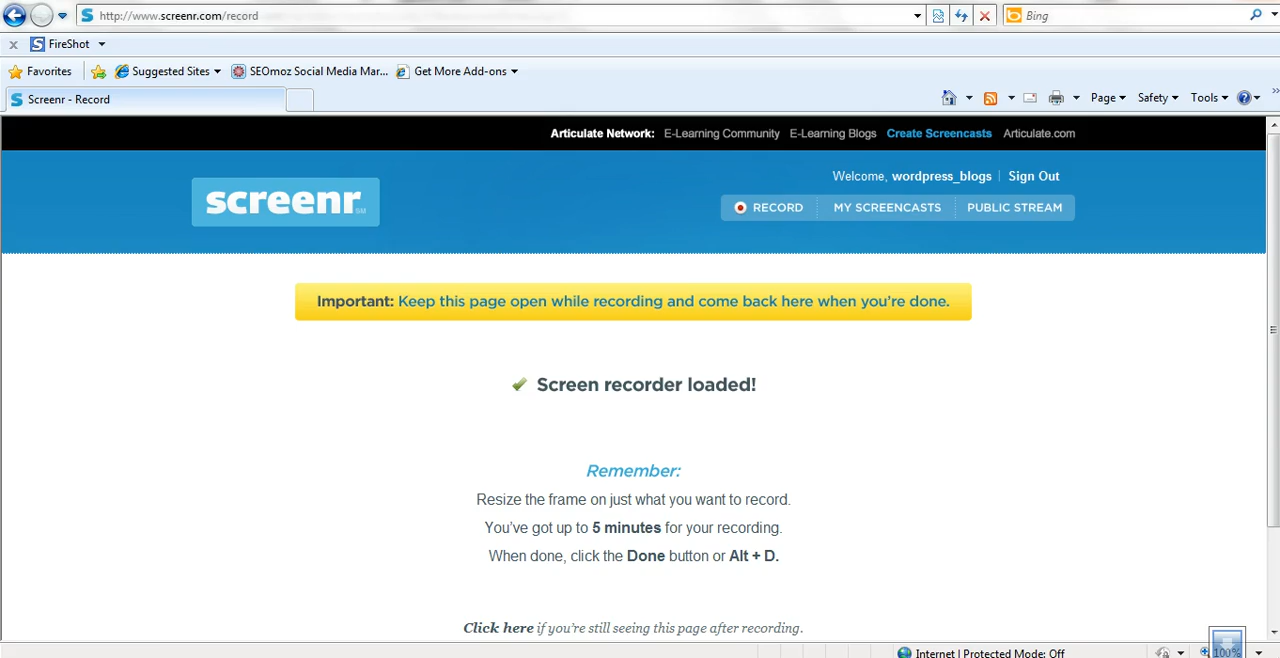 http://www.screenr.com/record
Bing
x FireShot
Favorites Suggested Sites SEOmoz Social Media Mar... Get More Add-ons
Screenr - Record
Page Safety Tools
Articulate Network: E-Learning Community E-Learning Blogs Create Screencasts Articulate.com
Welcome, wordpress_blogs | Sign Out
screenr SM
RECORD MY SCREENCASTS PUBLIC STREAM
Important: Keep this page open while recording and come back here when you're done.
Screen recorder loaded!
Remember:
Resize the frame on just what you want to record.
You've got up to 5 minutes for your recording.
When done, click the Done button or Alt + D.
Click here if you're still seeing this page after recording.
Internet | Protected Mode: Off 100%